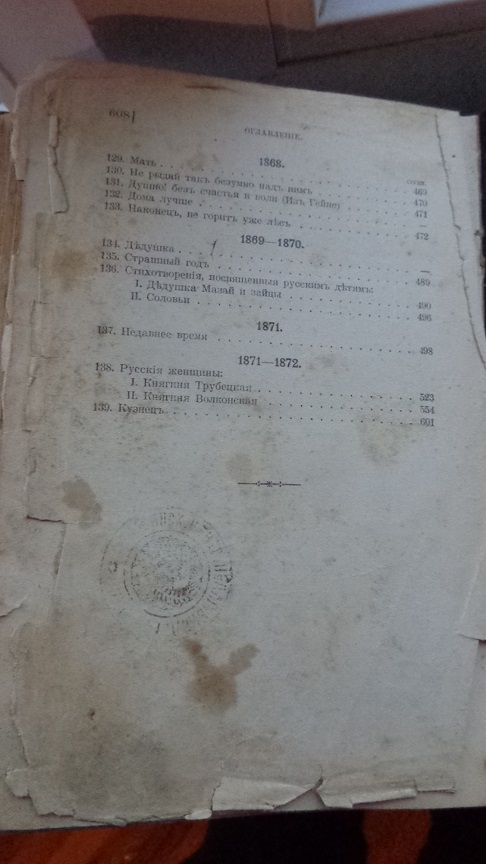 608
ОГЛАВЛЕНІЕ.
1868.
129. Мать
130. Не рыдай такъ безумно надъ нимъ 469
131. Душно! безъ счастья и воли (Изъ Гейне) 470
132. Дома лучше 471
133. Наконецъ, не горитъ уже лѣсъ —
1869—1870.
134. Дѣдушка 472
135. Страшный годъ —
136. Стихотворенія, посвященныя русскимъ дѣтямъ: 489
I. Дѣдушка Мазай и зайцы
II. Соловьи 490
496
1871.
137. Недавнее время 498
1871—1872.
138. Русскія женщины:
I. Княгиня Трубецкая 523
II. Княгиня Волконская 554
139. Кузнецъ 601